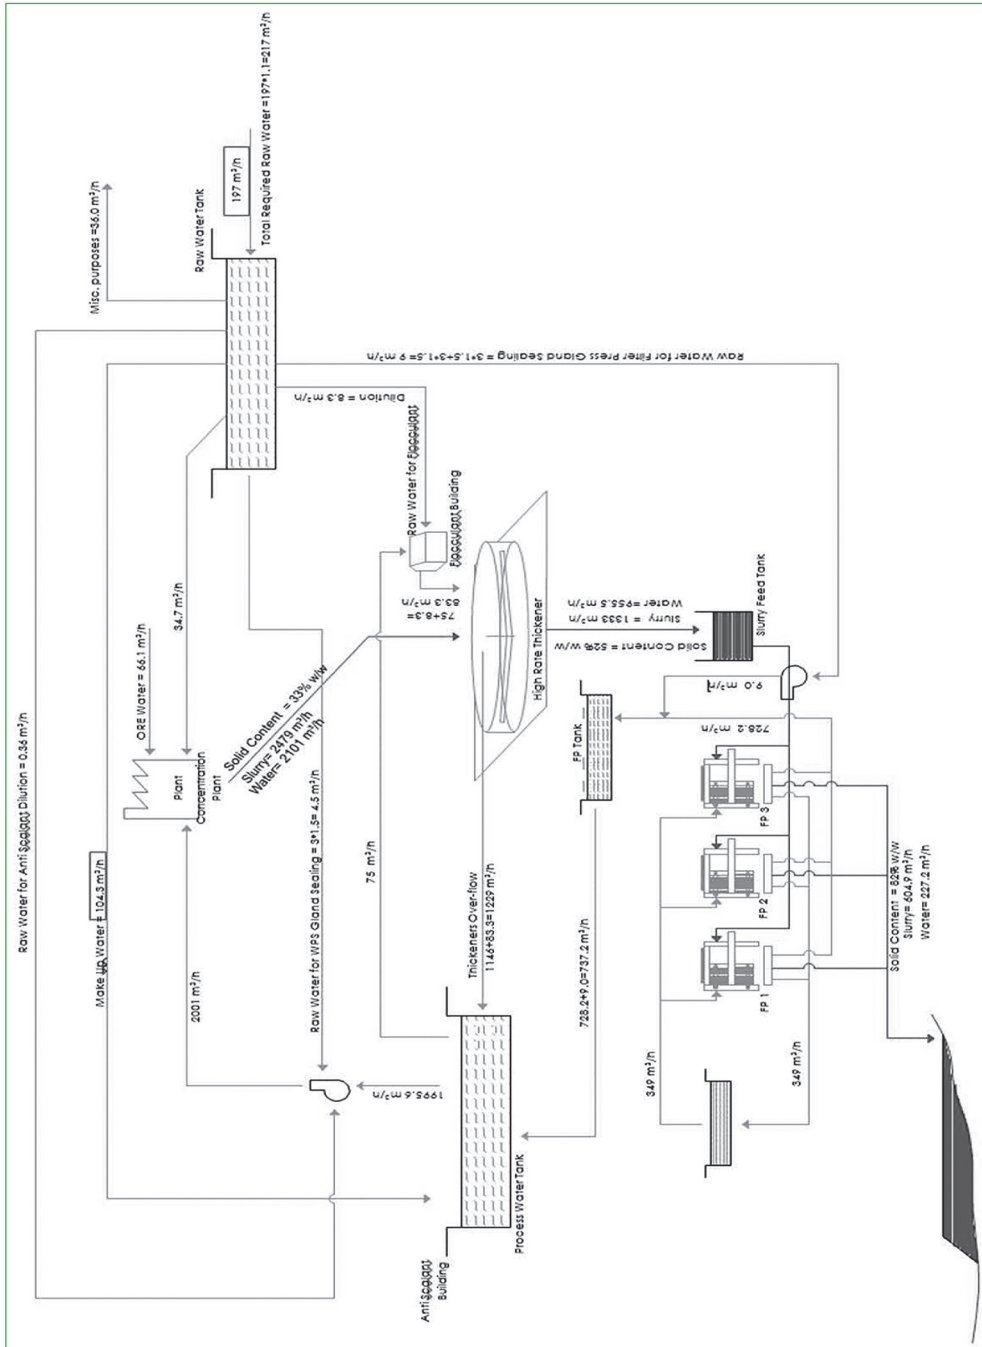 Raw Water for Anti Scalant Dilution = 0.36 m³/h
Make Up Water = 104.3 m³/h
Misc. purposes =36.0 m³/h
Raw Water Tank
197 m³/h
Total Required Raw Water =197*1.1=217 m³/h
ORE Water = 66.1 m³/h
34.7 m³/h
Plant
Concentration
Plant
2001 m³/h
Solid Content = 33% w/w
Slurry= 2479 m³/h
Water= 2101 m³/h
Raw Water for WPS Gland Sealing = 3*1.5= 4.5 m³/h
Dilution = 8.3 m³/h
Raw Water for Filter Press Gland Sealing = 3*1.5+3*1.5= 9 m³/h
Raw Water for Flocculant
Flocculant Building
75+8.3=
83.3 m³/h
75 m³/h
1995.6 m³/h
Anti Scalant
Building
Process Water Tank
Thickeners Over-flow
1146+83.3=1229 m³/h
High Rate Thickener
Solid Content = 52% w/w
Slurry = 1333 m³/h
Water=955.5 m³/h
Slurry Feed Tank
FP Tank
728.2+9.0=737.2 m³/h
9.0 m³/h
728.2 m³/h
FP 1
FP 2
FP 3
349 m³/h
349 m³/h
Solid Content = 82% w/w
Slurry= 604.9 m³/h
Water= 227.2 m³/h